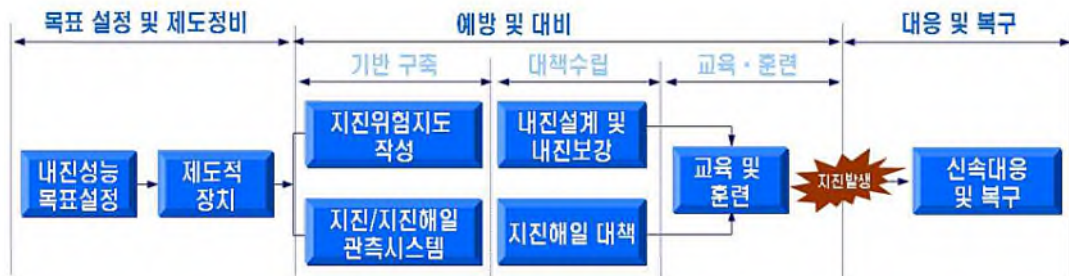 목표 설정 및 제도정비
예방 및 대비
대응 및 복구
기반 구축
대책수립
교육·훈련
내진성능
목표설정
제도적
장치
지진위험지도
작성
지진/지진해일
관측시스템
내진설계 및
내진보강
지진해일 대책
교육 및
훈련
지진발생
신속대응
및 복구